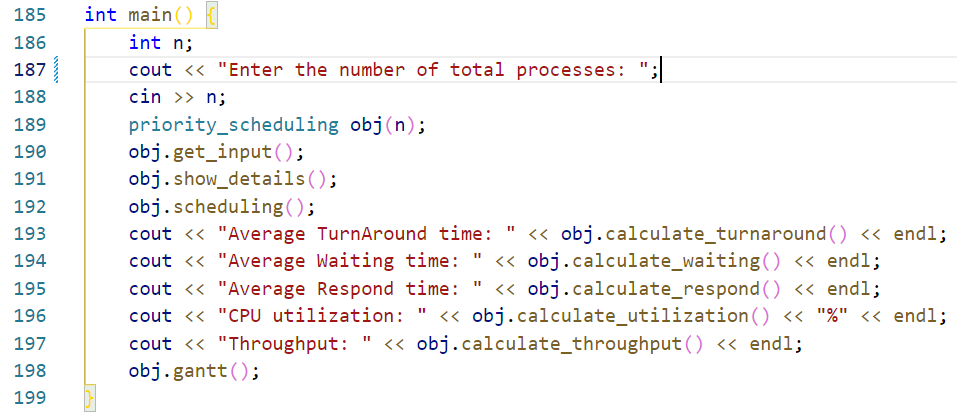 185 int main() {
186 int n;
187 cout << "Enter the number of total processes: ";
188 cin >> n;
189 priority_scheduling obj(n);
190 obj.get_input();
191 obj.show_details();
192 obj.scheduling();
193 cout << "Average TurnAround time: " << obj.calculate_turnaround() << endl;
194 cout << "Average Waiting time: " << obj.calculate_waiting() << endl;
195 cout << "Average Respond time: " << obj.calculate_respond() << endl;
196 cout << "CPU utilization: " << obj.calculate_utilization() << "%" << endl;
197 cout << "Throughput: " << obj.calculate_throughput() << endl;
198 obj.gantt();
199 }